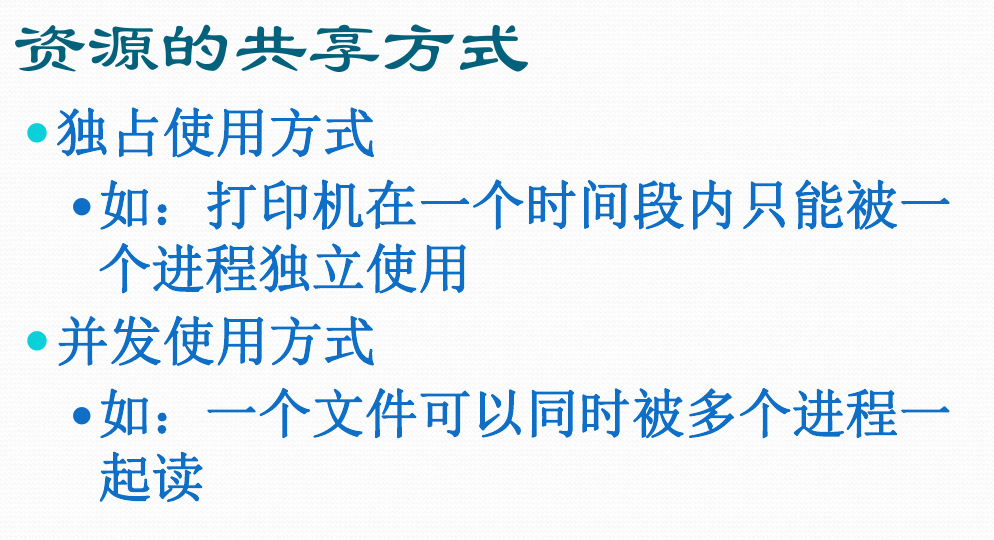 资源的共享方式
•独占使用方式
•如：打印机在一个时间段内只能被一
个进程独立使用
•并发使用方式
•如：一个文件可以同时被多个进程一
起读